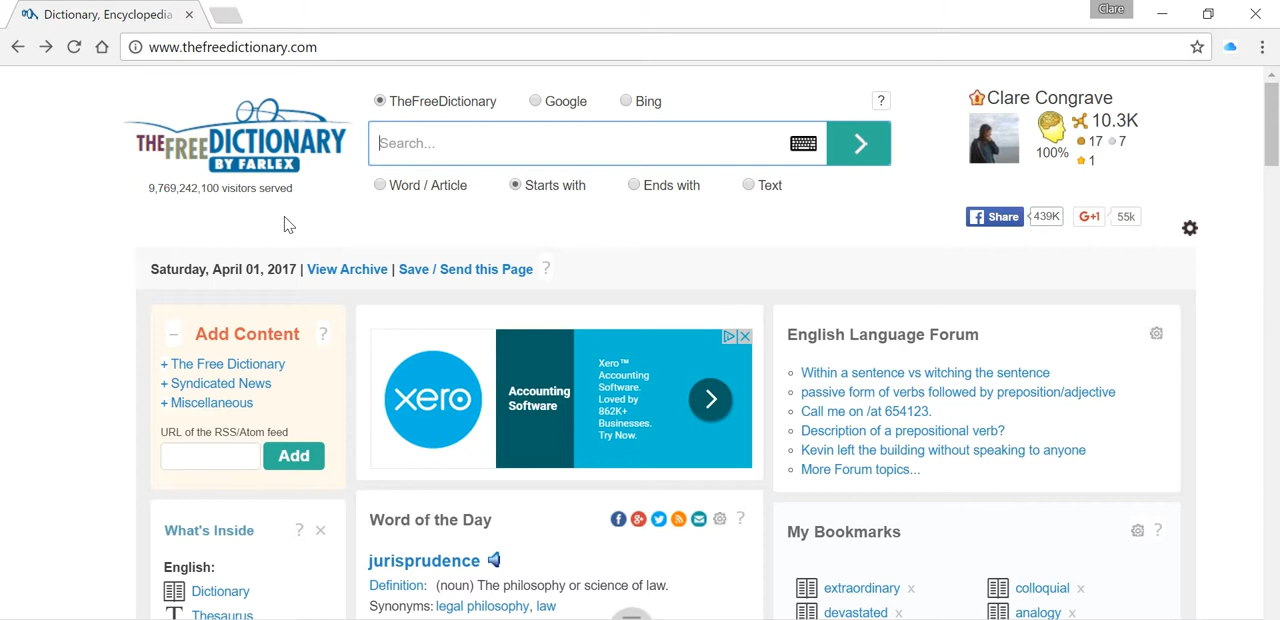 Dictionary, Encyclopedia
Clare
www.thefreedictionary.com
THEFREEDICTIONARY
BY FARLEX
9,769,242,100 visitors served
TheFreeDictionary Google Bing ?
Search...
Word / Article Starts with Ends with Text
Clare Congrave
10.3K
100% 17 7
1
Share 439K G+1 55k
Saturday, April 01, 2017 | View Archive | Save / Send this Page ?
Add Content ?
+ The Free Dictionary
+ Syndicated News
+ Miscellaneous
URL of the RSS/Atom feed
Add
xero
Accounting
Software
Xero™
Accounting
Software.
Loved by
862K+
Businesses.
Try Now.
English Language Forum
Within a sentence vs witching the sentence
passive form of verbs followed by preposition/adjective
Call me on /at 654123.
Description of a prepositional verb?
Kevin left the building without speaking to anyone
More Forum topics...
What's Inside ?
English:
Dictionary
Thesaurus
Word of the Day ?
jurisprudence
Definition: (noun) The philosophy or science of law.
Synonyms: legal philosophy, law
My Bookmarks ?
extraordinary x colloquial x
devastated x analogy x